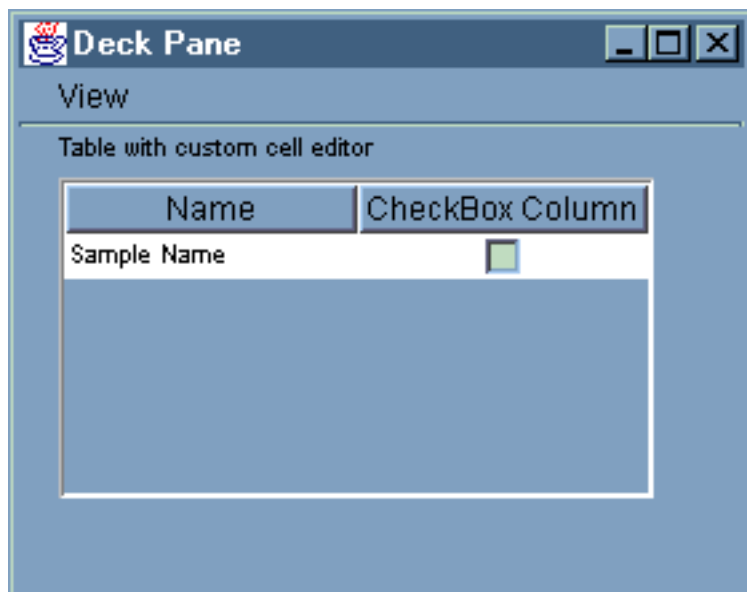 Deck Pane
View
Table with custom cell editor
Name CheckBox Column
Sample Name